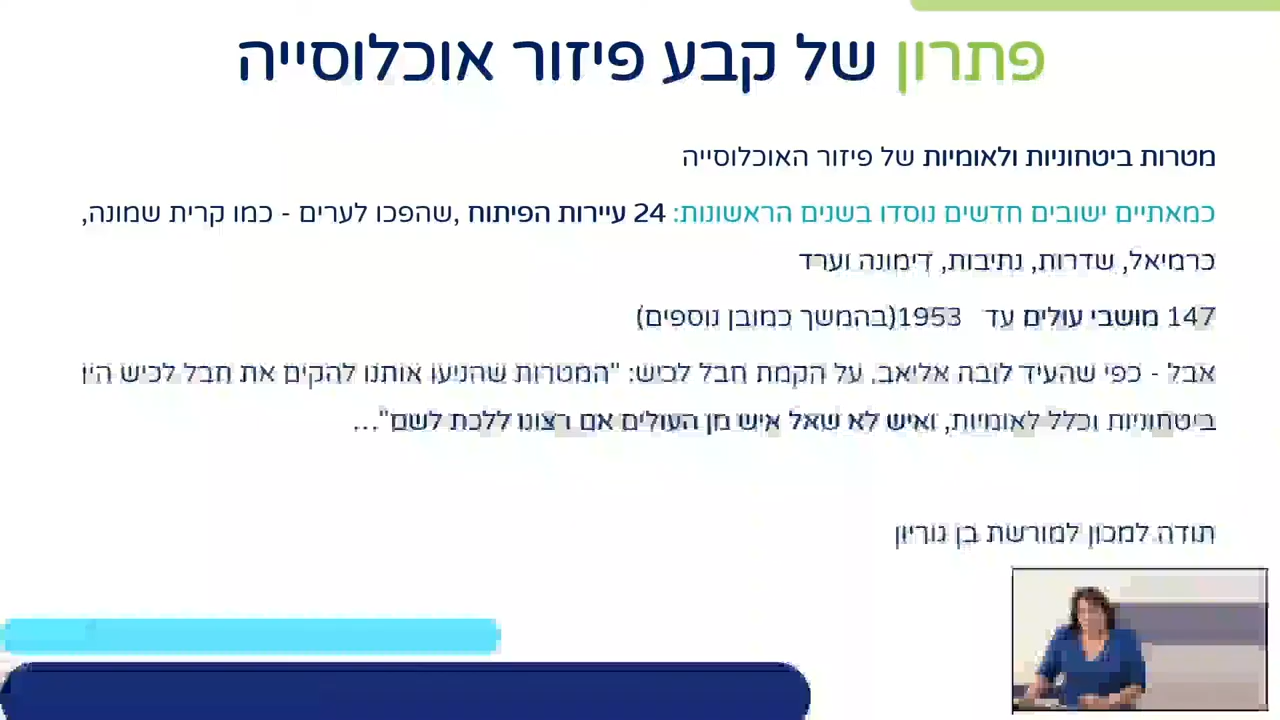 פתרון של קבע פיזור אוכלוסייה
מטרות ביטחוניות ולאומיות של פיזור האוכלוסייה
כמאתיים ישובים חדשים נוסדו בשנים הראשונות: 24 עיירות הפיתוח ,שהפכו לערים - כמו קרית שמונה,
כרמיאל, שדרות, נתיבות, דימונה וערד
147 מושבי עולים עד 1953(בהמשך כמובן נוספים)
אבל - כפי שהעיד לובה אליאב, על הקמת חבל לכיש: "המטרות שהניעו אותנו להקים את חבל לכיש היו
ביטחוניות וכלל לאומיות, ואיש לא שאל איש מן העולים אם רצונו ללכת לשם"...
תודה למכון למורשת בן גוריון